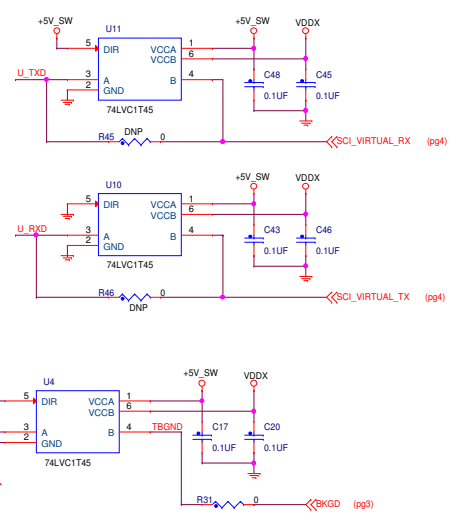 +5V_SW
U11
+5V_SW
VDDX
5
DIR
VCCA
1
VCCB
6
U_TXD
3
A
B
4
2
GND
C48
C45
0.1UF
0.1UF
74LVC1T45
R45
DNP
0
SCI_VIRTUAL_RX
(pg4)
U10
+5V_SW
VDDX
5
DIR
VCCA
1
VCCB
6
U_RXD
3
A
B
4
2
GND
C43
C46
0.1UF
0.1UF
74LVC1T45
R46
0
DNP
SCI_VIRTUAL_TX
(pg4)
U4
+5V_SW
VDDX
5
DIR
VCCA
1
VCCB
6
3
A
B
4
TBGND
2
GND
C17
C20
0.1UF
0.1UF
74LVC1T45
R31
0
BKGD
(pg3)